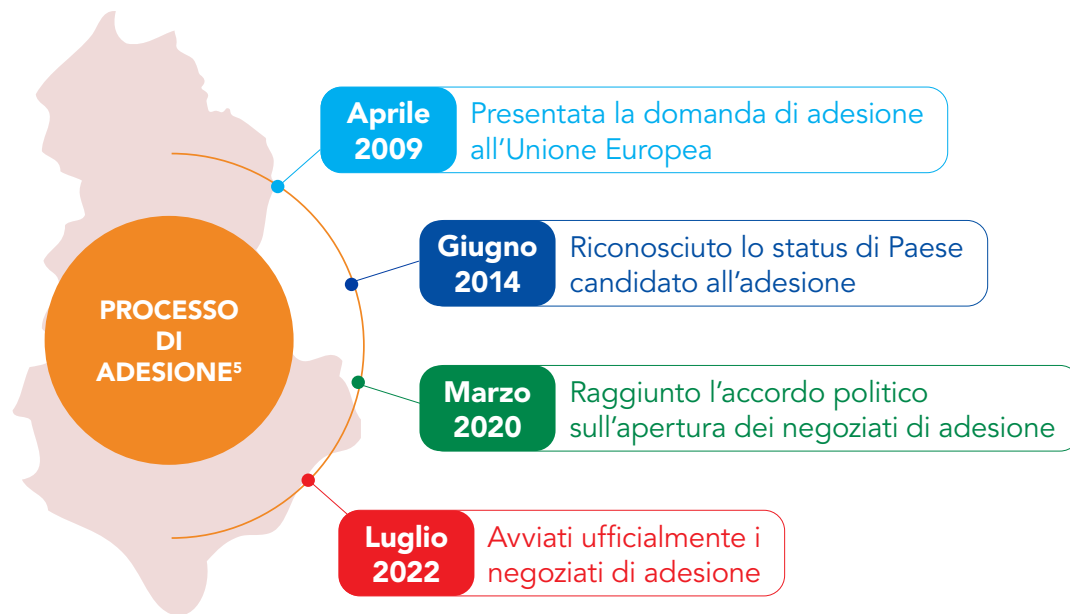 Aprile
2009
Presentata la domanda di adesione
all’Unione Europea
Giugno
2014
Riconosciuto lo status di Paese
candidato all’adesione
PROCESSO
DI
ADESIONE⁵
Marzo
2020
Raggiunto l’accordo politico
sull’apertura dei negoziati di adesione
Luglio
2022
Avviati ufficialmente i
negoziati di adesione